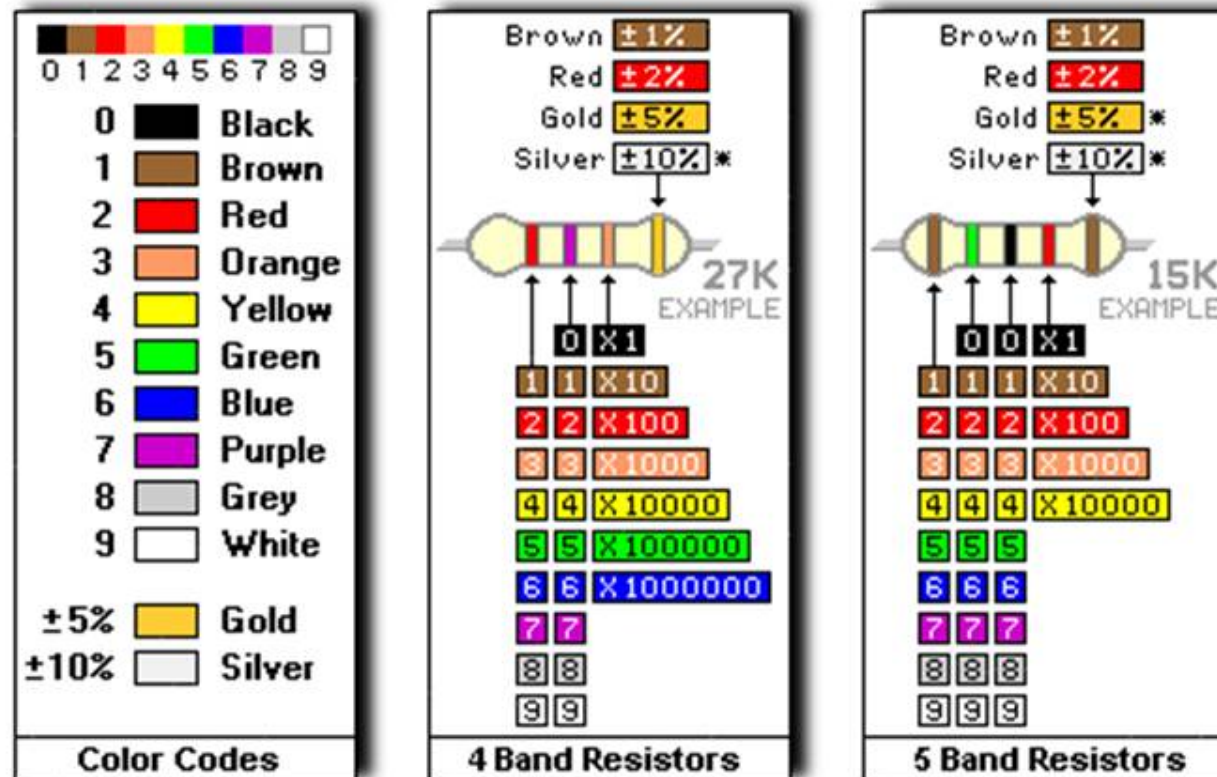 0 1 2 3 4 5 6 7 8 9
0 Black
1 Brown
2 Red
3 Orange
4 Yellow
5 Green
6 Blue
7 Purple
8 Grey
9 White
±5% Gold
±10% Silver
Color Codes
Brown ±1%
Red ±2%
Gold ±5%
Silver ±10% *
27K
EXAMPLE
0 X1
1 1 X10
2 2 X100
3 3 X1000
4 4 X10000
5 5 X100000
6 6 X1000000
7 7
8 8
9 9
4 Band Resistors
Brown ±1%
Red ±2%
Gold ±5% *
Silver ±10% *
15K
EXAMPLE
0 0 X1
1 1 1 X10
2 2 2 X100
3 3 3 X1000
4 4 4 X10000
5 5 5
6 6 6
7 7 7
8 8 8
9 9 9
5 Band Resistors